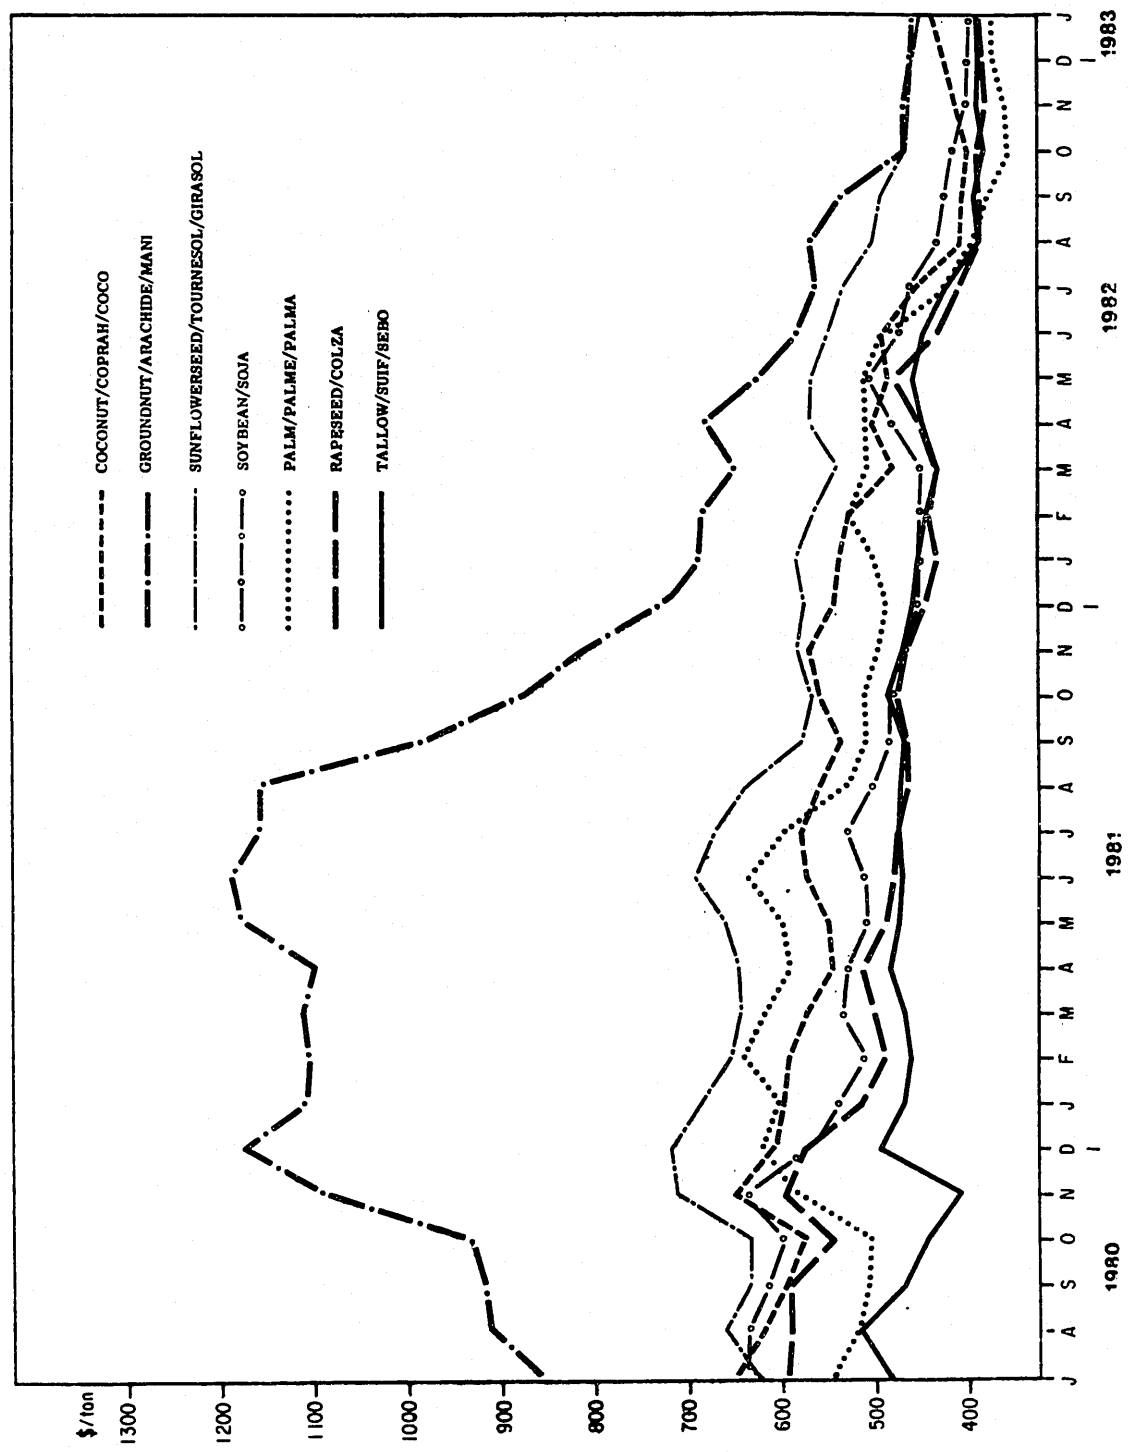 $/ton
1300
1200
1100
1000
900
800
700
600
500
400
COCONUT/COPRAH/COCO
GROUNDNUT/ARACHIDE/MANI
SUNFLOWERSEED/TOURNESOL/GIRASOL
SOYBEAN/SOJA
PALM/PALME/PALMA
RAPESEED/COLZA
TALLOW/SUIF/SEBO
J A S O N D J F M A M J J A S O N D J F M A M J J A S O N D J
1980 1981 1982 1983